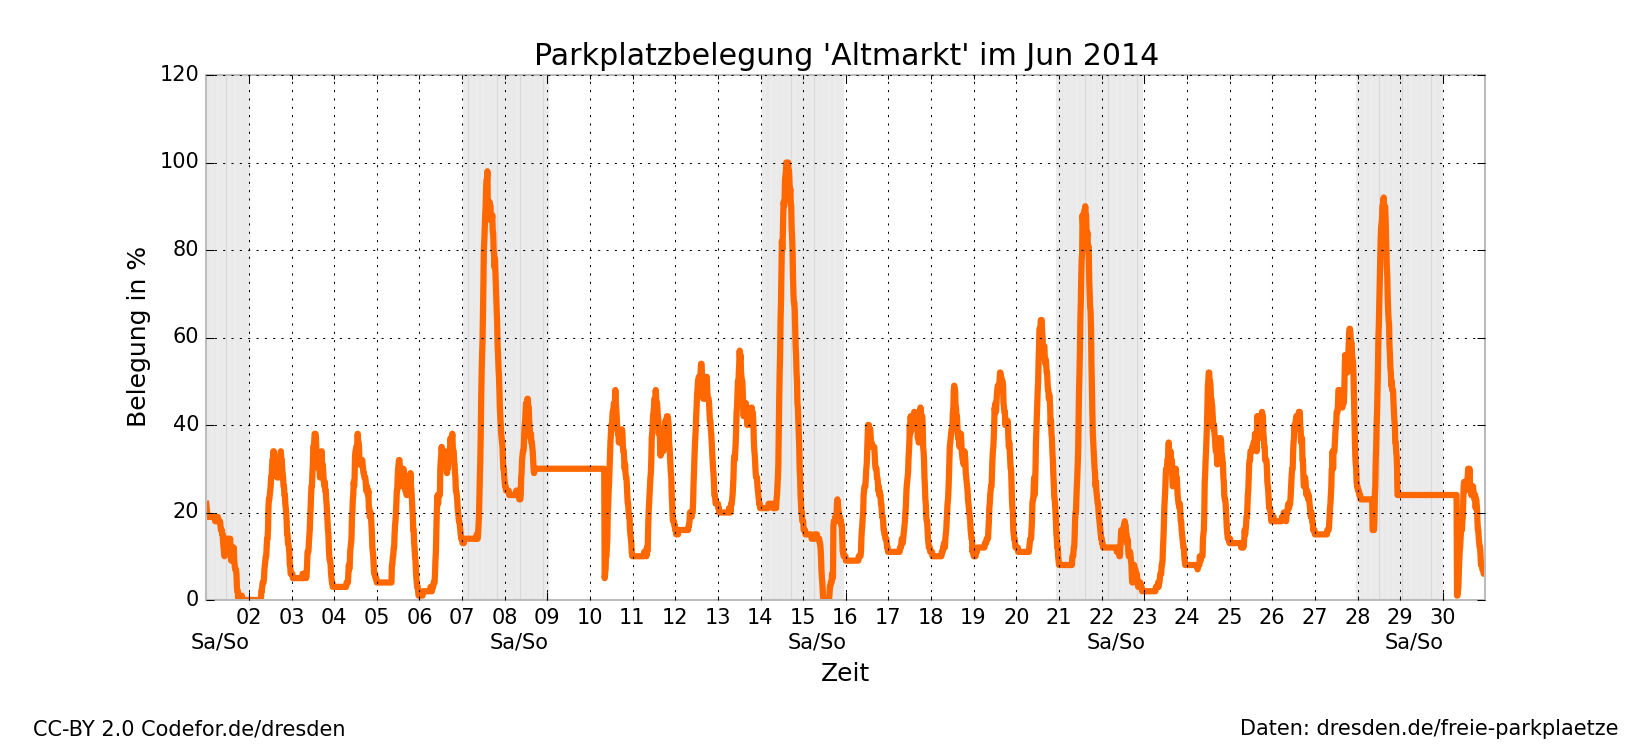 Parkplatzbelegung 'Altmarkt' im Jun 2014
120
100
80
60
40
20
0
Belegung in %
02 03 04 05 06 07 08 09 10 11 12 13 14 15 16 17 18 19 20 21 22 23 24 25 26 27 28 29 30
Sa/So Sa/So Sa/So Sa/So Sa/So
Zeit
CC-BY 2.0 Codefor.de/dresden
Daten: dresden.de/freie-parkplaetze